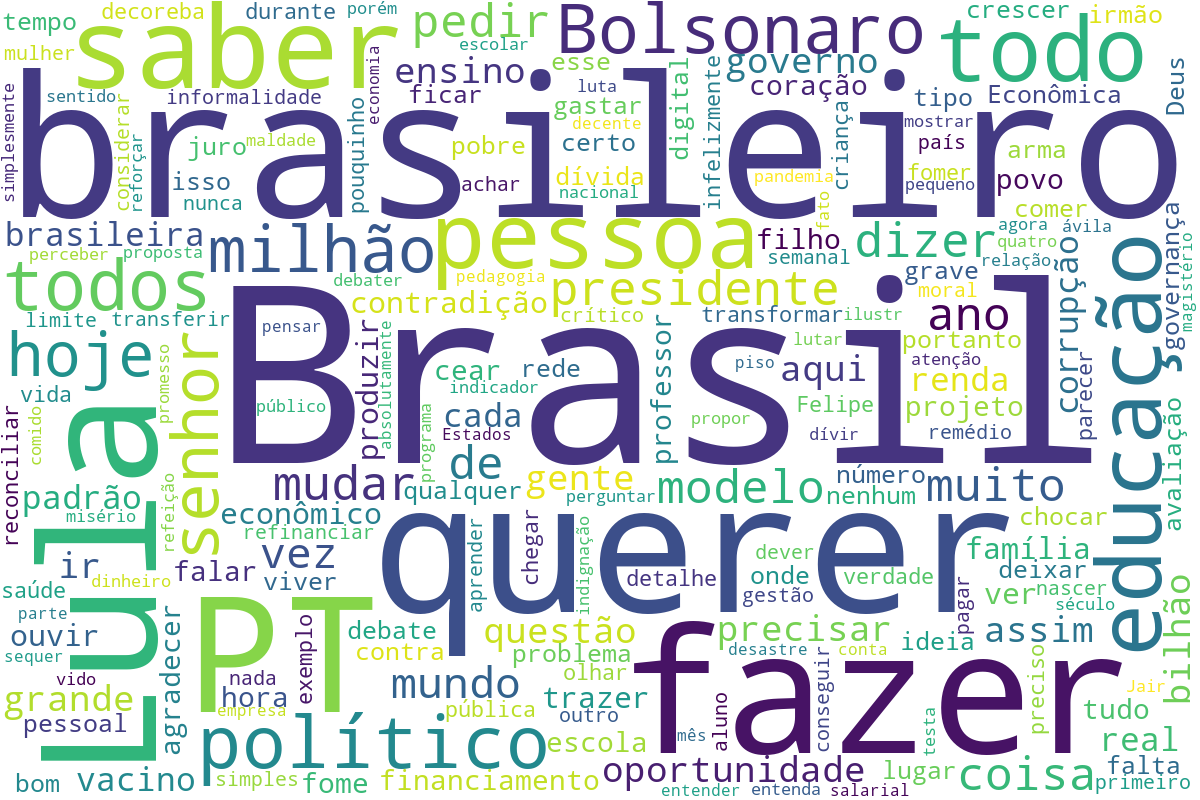 tempo
decoreba
durante
porém
pedir
Bolsonaro
crescer
irmão
mulher
saber
escolar
esse
governo
todo
simplesmente
sentido
informalidade
economia
ensino
ficar
luta
gastar
digital
infelizmente
coração
tipo
Econômica
Deus
brasileiro
considerar
reforçar
juro
maldade
isso
nunca
pouquinho
pobre
achar
decente
certo
dívida
nacional
pandemia
criança
fato
mostrar
país
fomer
pequeno
arma
povo
comer
brasileira
milhão
pessoa
filho
semanal
dizer
agora
ávila
quatro
relação
governança
magistério
perceber
proposta
todos
debater
pedagogia
contradição
presidente
crítico
grave
moral
ano
corrupção
educação
limite
transferir
transformar
ilustr
hoje
pensar
Brasil
produzir
absolutamente
cear
rede
indicador
professor
piso
aqui
lutar
portanto
atenção
renda
projeto
parecer
vida
promesso
senhor
público
programa
cada
Estados
propor
Felipe
dívir
remédio
reconciliar
comido
Lula
padrão
misério
refeição
mudar
de
qualquer
gente
perguntar
modelo
número
nenhum
muito
avaliação
econômico
refinanciar
querer
chocar
ir
vez
falar
viver
aprender
chegar
indignação
detalhe
dever
onde
gestão
verdade
família
deixar
saúde
dinheiro
ver
nascer
século
parte
PT
pagar
ouvir
agradecer
exemplo
debate
contra
questão
problema
precisar
desastre
conta
ideia
assim
bilhão
sequer
vido
nada
hora
mundo
olhar
trazer
fazer
conseguir
preciso
Jair
grande
pessoal
empresa
pública
outro
tudo
político
escola
mês
aluno
testa
real
bom
vacino
simples
fome
financiamento
oportunidade
lugar
coisa
falta
primeiro
entender
entenda
salarial